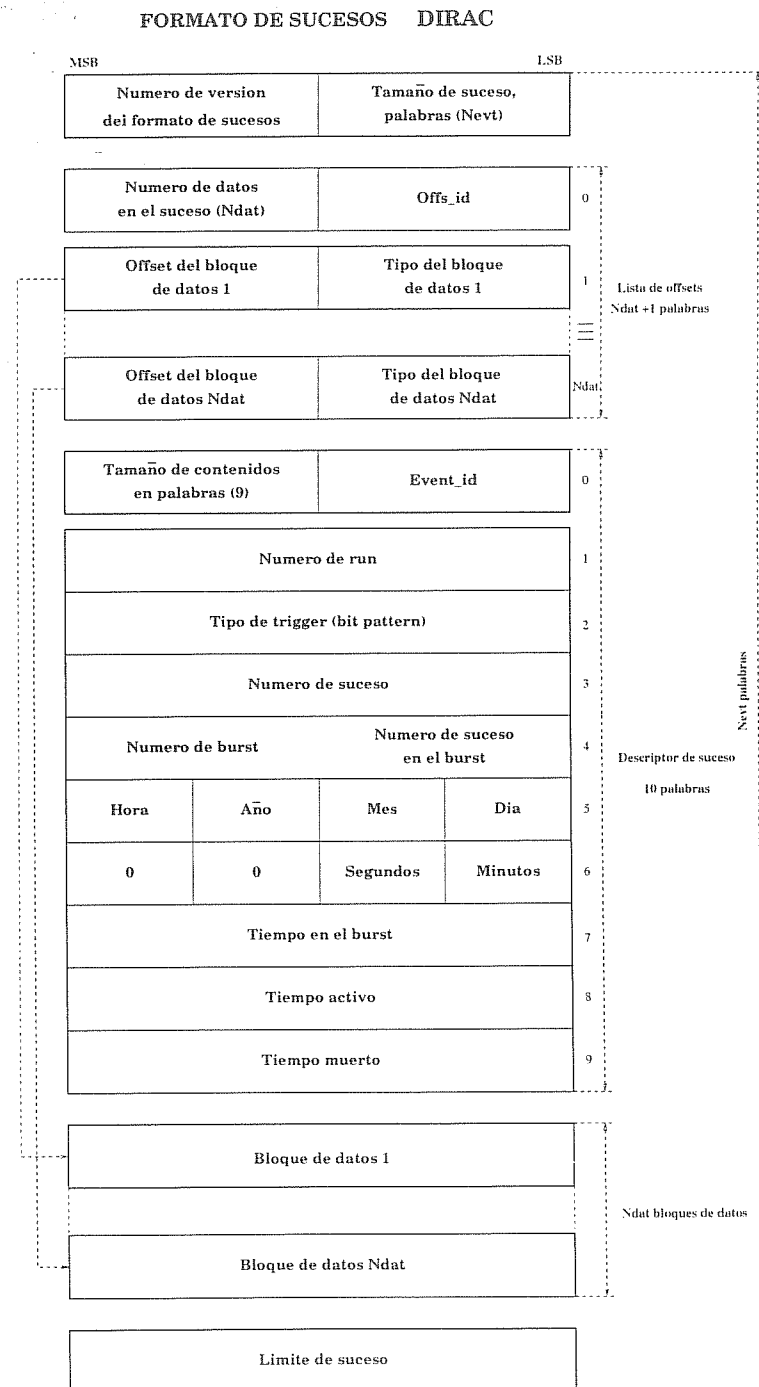 FORMATO DE SUCESOS DIRAC
MSB LSB
Numero de version
dei formato de sucesos
Tamaño de suceso,
palabras (Nevt)
Numero de datos
en el suceso (Ndat)
Offs_id
0
Offset del bloque
de datos 1
Tipo del bloque
de datos 1
1
Lista de offsets
Ndat +1 palabras
Offset del bloque
de datos Ndat
Tipo del bloque
de datos Ndat
Ndat
Tamaño de contenidos
en palabras (9)
Event_id
0
Numero de run
1
Tipo de trigger (bit pattern)
2
Numero de suceso
3
Numero de burst
Numero de suceso
en el burst
4
Descriptor de suceso
10 palabras
Nevt palabras
Hora Año Mes Dia
5
0 0 Segundos Minutos
6
Tiempo en el burst
7
Tiempo activo
8
Tiempo muerto
9
Bloque de datos 1
Ndat bloques de datos
Bloque de datos Ndat
Limite de suceso